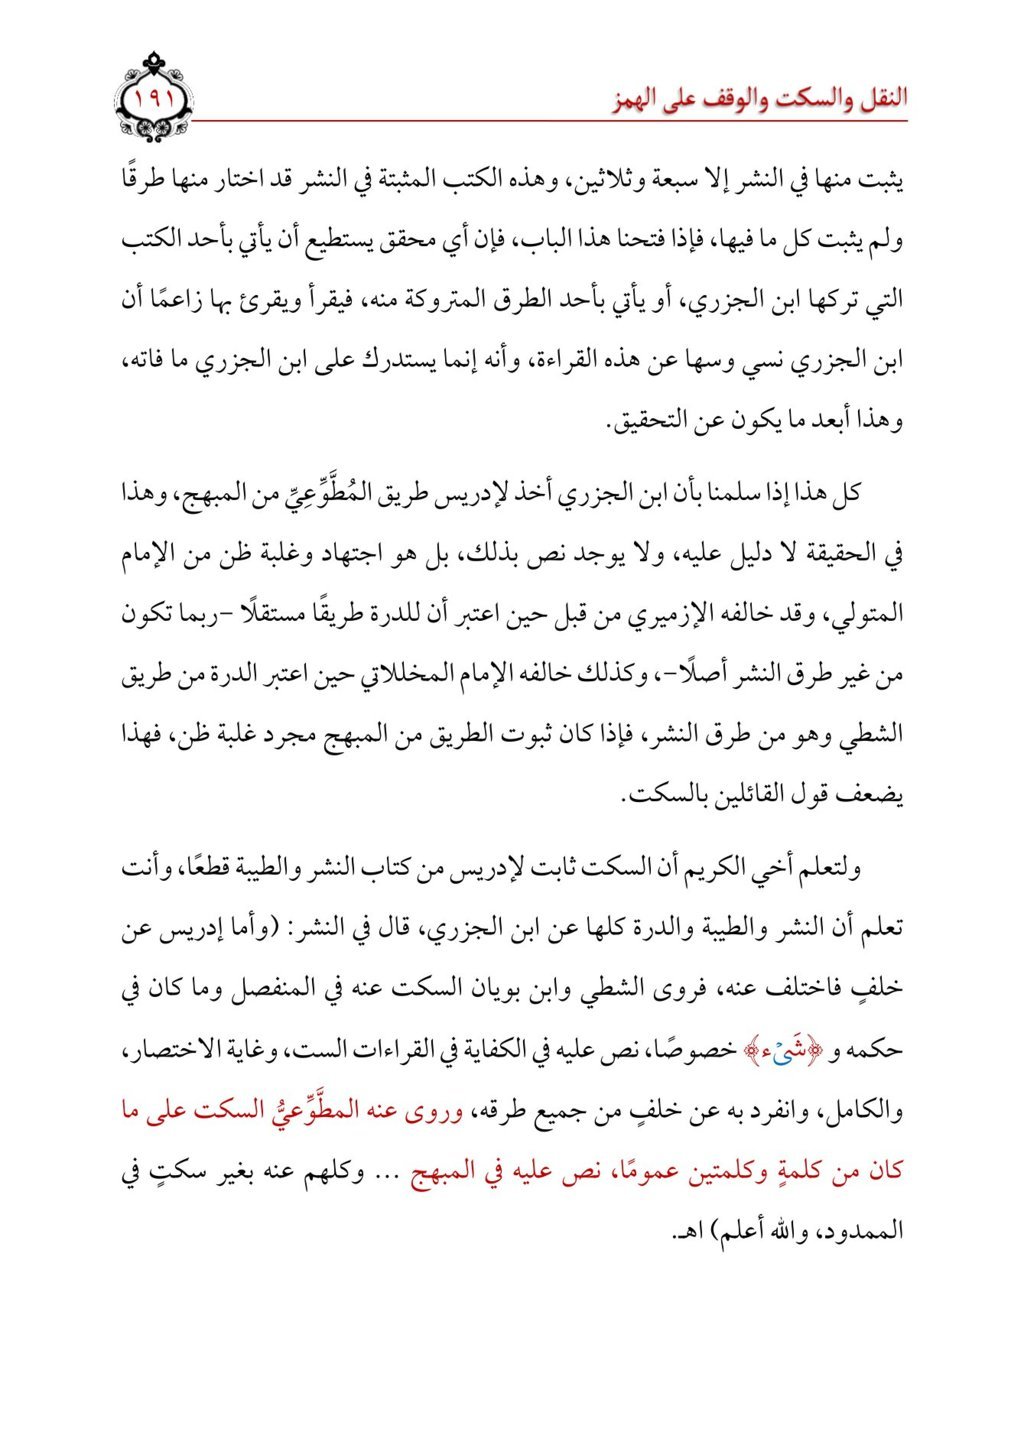 النقل والسكت والوقف على الهمز
١٩١
يثبت منها في النشر إلا سبعة وثلاثين، وهذه الكتب المثبتة في النشر قد اختار منها طرقًا
ولم يثبت كل ما فيها، فإذا فتحنا هذا الباب، فإن أي محقق يستطيع أن يأتي بأحد الكتب
التي تركها ابن الجزري، أو يأتي بأحد الطرق المتروكة منه، فيقرأ ويقرئ بها زاعمًا أن
ابن الجزري نسي وسها عن هذه القراءة، وأنه إنما يستدرك على ابن الجزري ما فاته،
وهذا أبعد ما يكون عن التحقيق.
كل هذا إذا سلمنا بأن ابن الجزري أخذ لإدريس طريق المُطَّوِّعِيِّ من المبهج، وهذا
في الحقيقة لا دليل عليه، ولا يوجد نص بذلك، بل هو اجتهاد وغلبة ظن من الإمام
المتولي، وقد خالفه الإزميري من قبل حين اعتبر أن للدرة طريقًا مستقلًا -ربما تكون
من غير طرق النشر أصلًا-، وكذلك خالفه الإمام المخللاتي حين اعتبر الدرة من طريق
الشطي وهو من طرق النشر، فإذا كان ثبوت الطريق من المبهج مجرد غلبة ظن، فهذا
يضعف قول القائلين بالسكت.
ولتعلم أخي الكريم أن السكت ثابت لإدريس من كتاب النشر والطيبة قطعًا، وأنت
تعلم أن النشر والطيبة والدرة كلها عن ابن الجزري، قال في النشر: (وأما إدريس عن
خلفٍ فاختلف عنه، فروى الشطي وابن بويان السكت عنه في المنفصل وما كان في
حكمه و ﴿شَيۡء﴾ خصوصًا، نص عليه في الكفاية في القراءات الست، وغاية الاختصار،
والكامل، وانفرد به عن خلفٍ من جميع طرقه، وروى عنه المطَّوِّعيُّ السكت على ما
كان من كلمةٍ وكلمتين عمومًا، نص عليه في المبهج ... وكلهم عنه بغير سكتٍ في
الممدود، والله أعلم) اهـ.